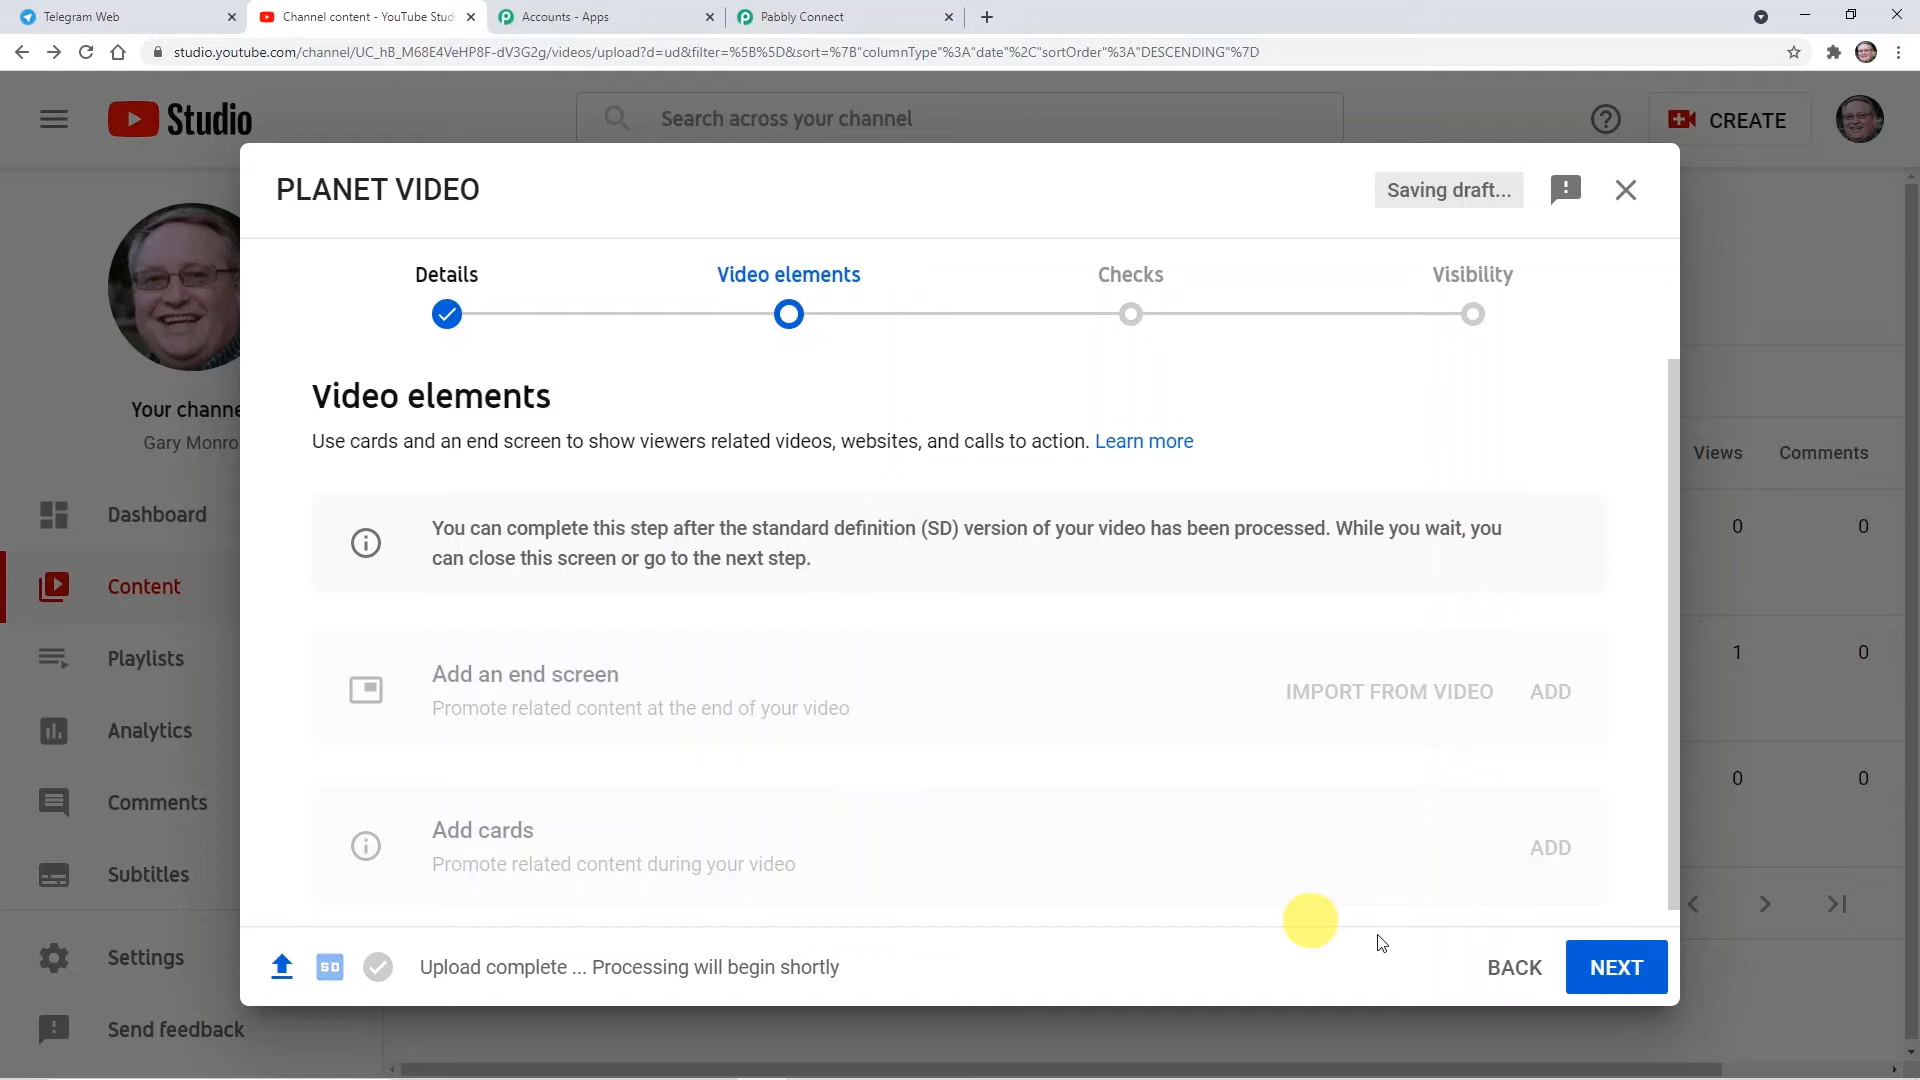 Telegram Web
Channel content - YouTube Studi
Accounts - Apps
Pabbly Connect
studio.youtube.com/channel/UC_hB_M68E4VeHP8F-dV3G2g/videos/upload?d=ud&filter=%5B%5D&sort=%7B"columnType"%3A"date"%2C"sortOrder"%3A"DESCENDING"%7D
Studio
Search across your channel
CREATE
PLANET VIDEO
Saving draft...
Details
Video elements
Checks
Visibility
Video elements
Use cards and an end screen to show viewers related videos, websites, and calls to action. Learn more
You can complete this step after the standard definition (SD) version of your video has been processed. While you wait, you
can close this screen or go to the next step.
Add an end screen
Promote related content at the end of your video
IMPORT FROM VIDEO
ADD
Add cards
Promote related content during your video
ADD
SD
Upload complete ... Processing will begin shortly
BACK
NEXT
Your channe
Gary Monro
Dashboard
Content
Playlists
Analytics
Comments
Subtitles
Settings
Send feedback
Views
Comments
0
0
1
0
0
0